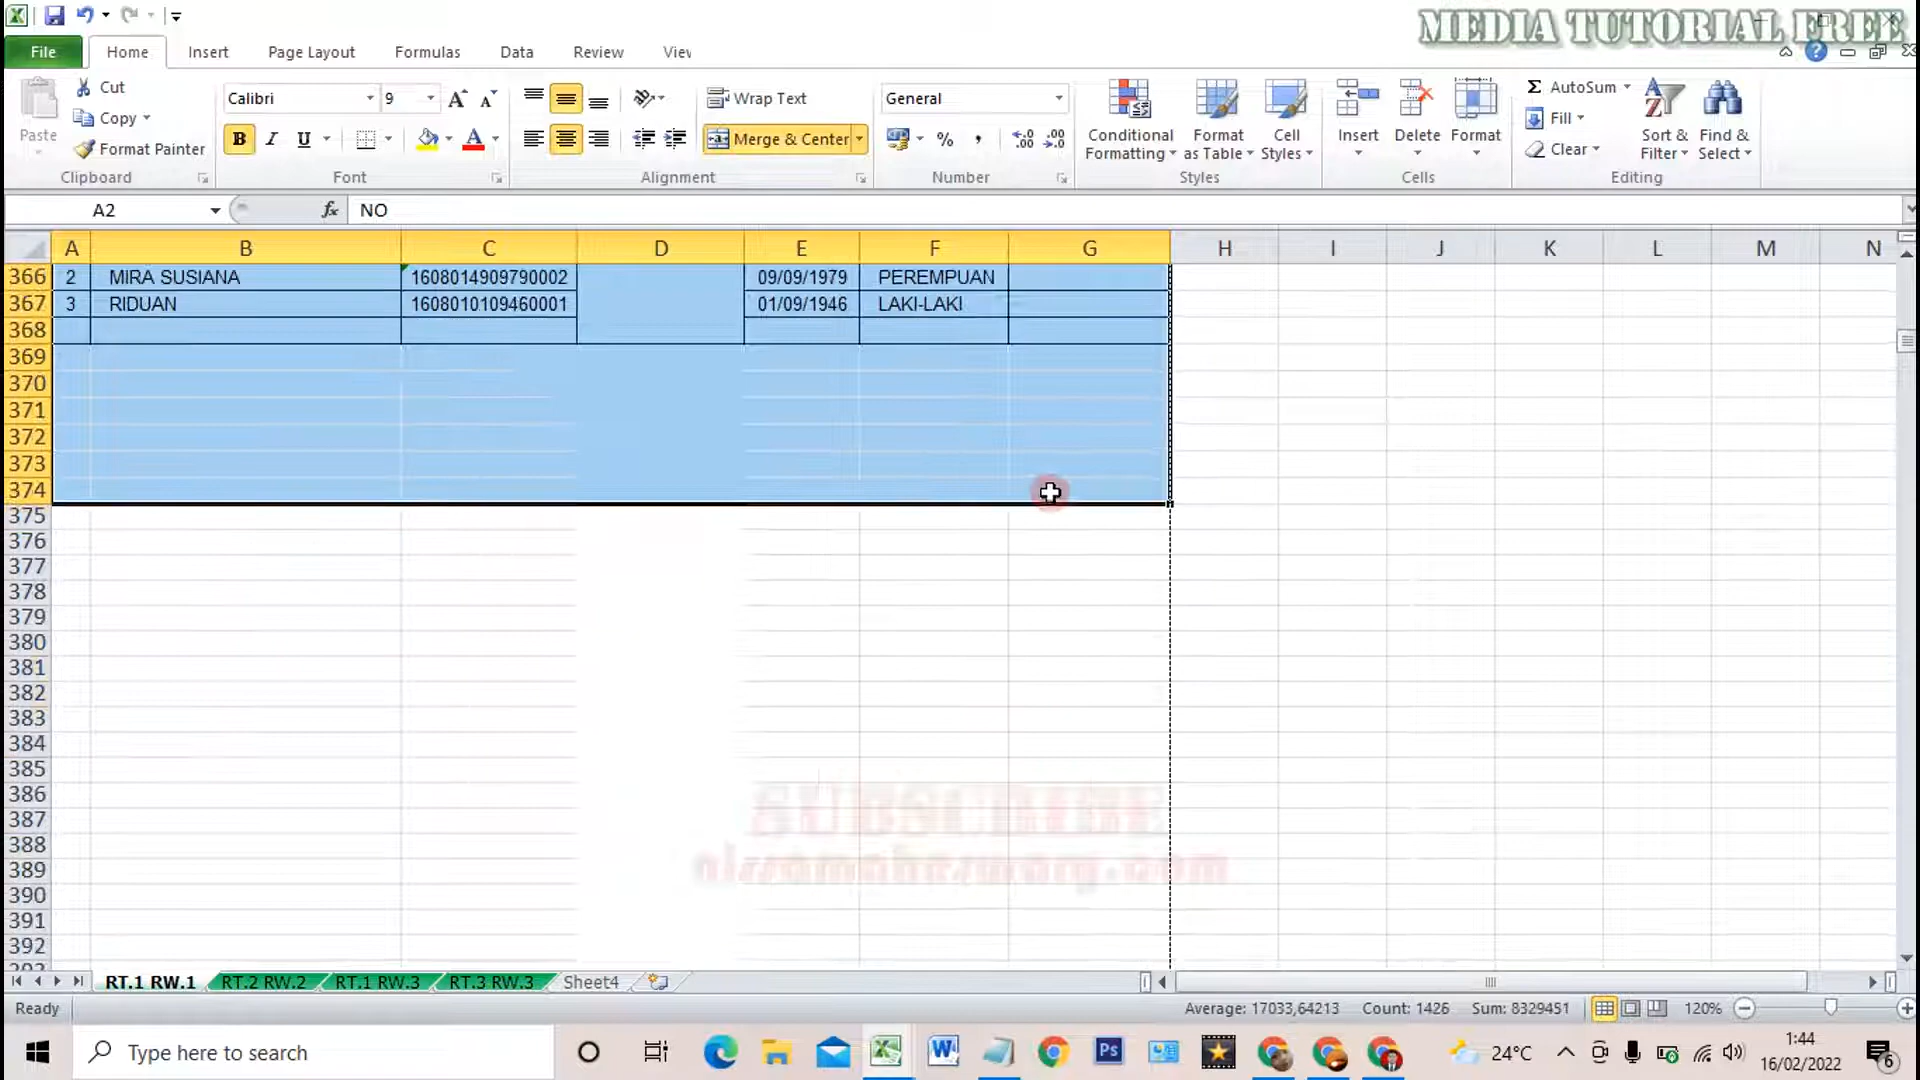 MEDIA TUTORIAL FREE
File Home Insert Page Layout Formulas Data Review View
Paste
Cut
Copy
Format Painter
Clipboard
Calibri 9
B I U
Font
Wrap Text
Merge & Center
Alignment
General
%
Number
Conditional Formatting
Format as Table
Cell Styles
Styles
Insert
Delete
Format
Cells
AutoSum
Fill
Clear
Sort & Filter
Find & Select
Editing
A2 fx NO
A B C D E F G H I J K L M N
366 2 MIRA SUSIANA 1608014909790002 09/09/1979 PEREMPUAN
367 3 RIDUAN 1608010109460001 01/09/1946 LAKI-LAKI
368
369
370
371
372
373
374
375
376
377
378
379
380
381
382
383
384
385
386
387
388
389
390
391
392
SUBSCRIBE
RT.1 RW.1 RT.2 RW.2 RT.1 RW.3 RT.3 RW.3 Sheet4
Ready Average: 17033,64213 Count: 1426 Sum: 8329451 120%
Type here to search
Ps
24°C
1:44
16/02/2022
6